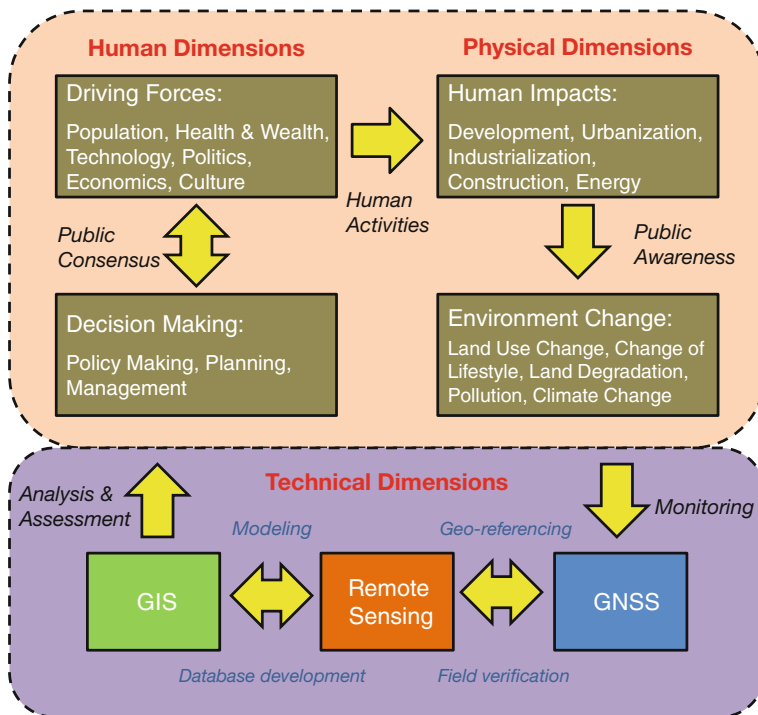 Human Dimensions
Physical Dimensions
Driving Forces:
Population, Health & Wealth,
Technology, Politics,
Economics, Culture
Human
Activities
Human Impacts:
Development, Urbanization,
Industrialization,
Construction, Energy
Public
Consensus
Public
Awareness
Decision Making:
Policy Making, Planning,
Management
Environment Change:
Land Use Change, Change of
Lifestyle, Land Degradation,
Pollution, Climate Change
Technical Dimensions
Analysis &
Assessment
Monitoring
Modeling
Geo-referencing
GIS
Remote
Sensing
GNSS
Database development
Field verification